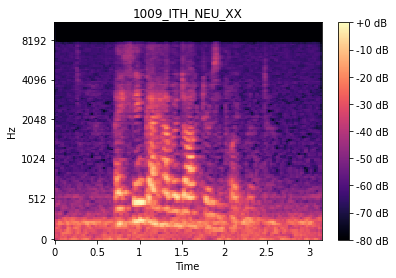 1009_ITH_NEU_XX
+0 dB
8192
-10 dB
4096
-20 dB
-30 dB
2048
-40 dB
Hz
1024
-50 dB
512
-60 dB
-70 dB
0
-80 dB
0 0.5 1 1.5 2 2.5 3
Time